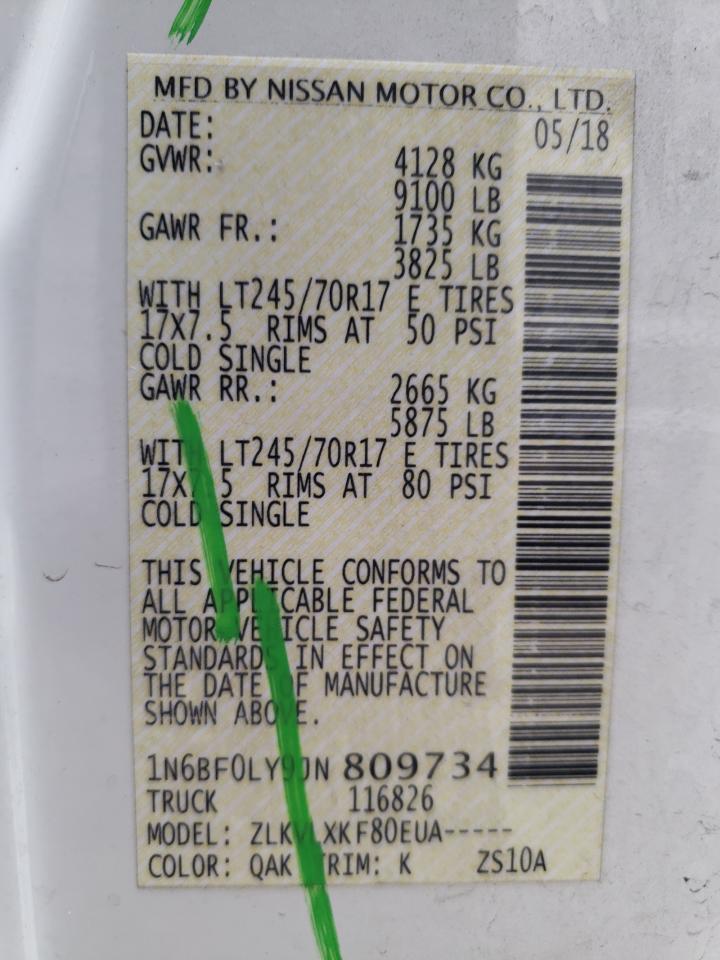 MFD BY NISSAN MOTOR CO., LTD.
DATE: 05/18
GVWR: 4128 KG
9100 LB
GAWR FR.: 1735 KG
3825 LB
WITH LT245/70R17 E TIRES
17X7.5 RIMS AT 50 PSI
COLD SINGLE
GAWR RR.: 2665 KG
5875 LB
WITH LT245/70R17 E TIRES
17X7.5 RIMS AT 80 PSI
COLD SINGLE
THIS VEHICLE CONFORMS TO
ALL APPLICABLE FEDERAL
MOTOR VEHICLE SAFETY
STANDARDS IN EFFECT ON
THE DATE OF MANUFACTURE
SHOWN ABOVE.
1N6BF0LY9JN 809734
TRUCK 116826
MODEL: ZLKVLXKF80EUA-----
COLOR: QAK TRIM: K ZS10A